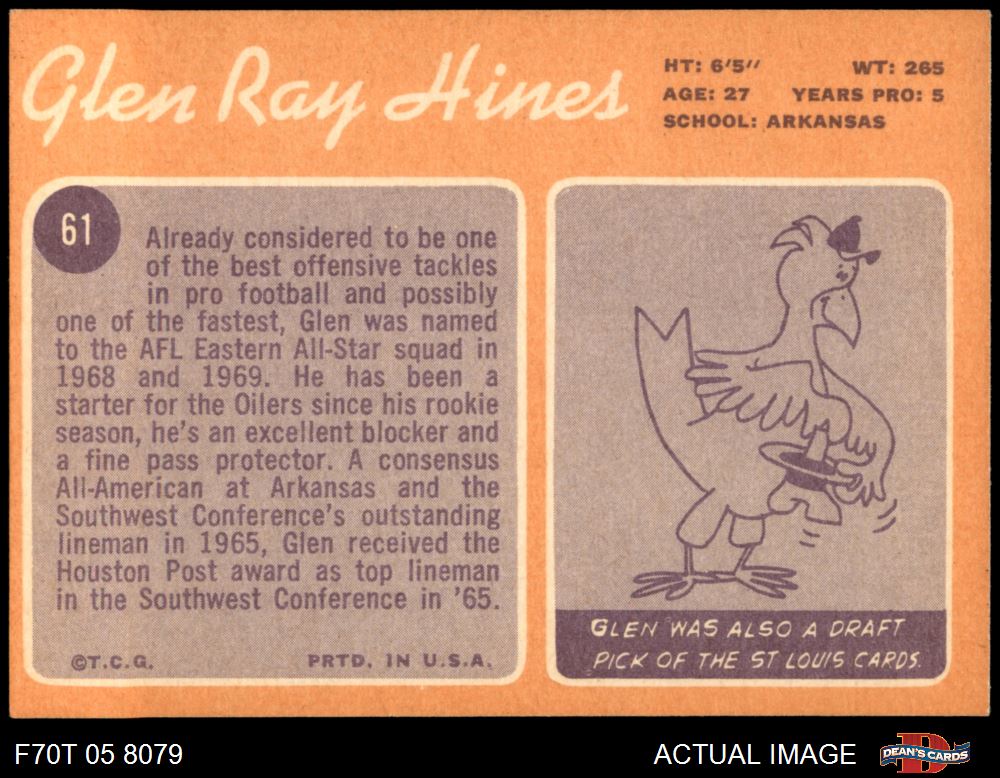 Glen Ray Hines
HT: 6'5" WT: 265
AGE: 27 YEARS PRO: 5
SCHOOL: ARKANSAS
61
Already considered to be one
of the best offensive tackles
in pro football and possibly
one of the fastest, Glen was named
to the AFL Eastern All-Star squad in
1968 and 1969. He has been a
starter for the Oilers since his rookie
season, he's an excellent blocker and
a fine pass protector. A consensus
All-American at Arkansas and the
Southwest Conference's outstanding
lineman in 1965, Glen received the
Houston Post award as top lineman
in the Southwest Conference in '65.
©T.C.G. PRTD. IN U.S.A.
GLEN WAS ALSO A DRAFT
PICK OF THE ST LOUIS CARDS.
F70T 05 8079
ACTUAL IMAGE
D
DEAN'S CARDS